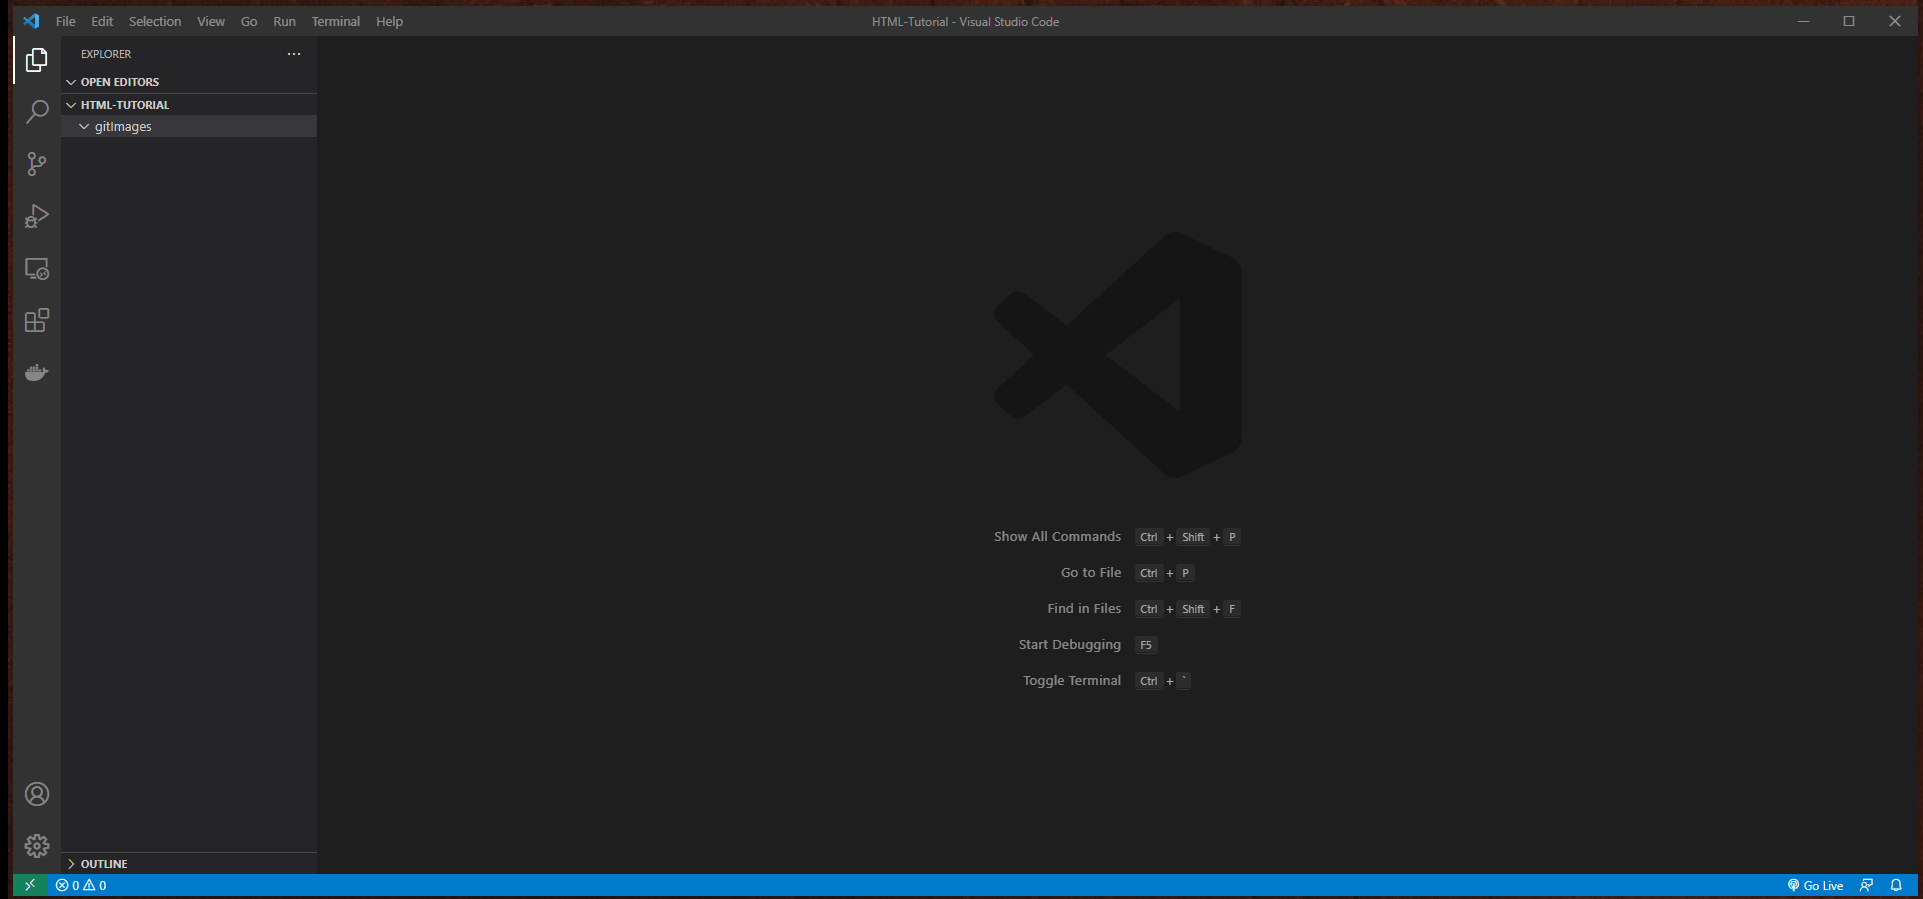 File Edit Selection View Go Run Terminal Help
HTML-Tutorial - Visual Studio Code
EXPLORER
OPEN EDITORS
HTML-TUTORIAL
gitImages
Show All Commands Ctrl + Shift + P
Go to File Ctrl + P
Find in Files Ctrl + Shift + F
Start Debugging F5
Toggle Terminal Ctrl + `
OUTLINE
0 0
Go Live